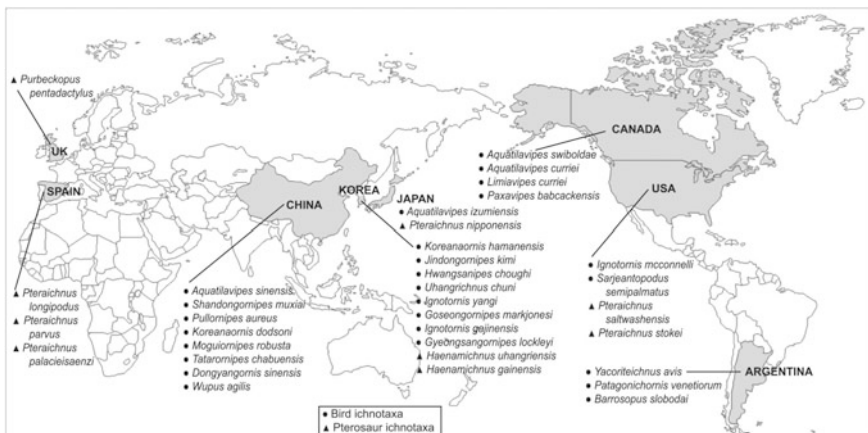 ▲ Purbeckopus
pentadactylus
UK
SPAIN
▲ Pteraichnus
longipodus
▲ Pteraichnus
parvus
▲ Pteraichnus
palacieisaenzi
CHINA
● Aquatilavipes sinensis
● Shandongornipes muxiai
● Pullornipes aureus
● Koreanaornis dodsoni
● Moguiornipes robusta
● Tatarornipes chabuensis
● Dongyangornis sinensis
● Wupus agilis
KOREA
JAPAN
● Aquatilavipes izumiensis
▲ Pteraichnus nipponensis
● Koreanaornis hamanensis
● Jindongornipes kimi
● Hwangsanipes choughi
● Uhangrichnus chuni
● Ignotornis yangi
● Goseongornipes markjonesi
● Ignotornis gajinensis
● Gyeongsangornipes lockleyi
▲ Haenamichnus uhangriensis
▲ Haenamichnus gainensis
CANADA
● Aquatilavipes swiboldae
● Aquatilavipes curriei
● Limiavipes curriei
● Paxavipes babcackensis
USA
● Ignotornis mcconnelli
● Sarjeantopodus
semipalmatus
▲ Pteraichnus
saltwashensis
▲ Pteraichnus stokei
ARGENTINA
● Yacoriteichnus avis
● Patagonichornis venetiorum
● Barrosopus slobodai
● Bird ichnotaxa
▲ Pterosaur ichnotaxa